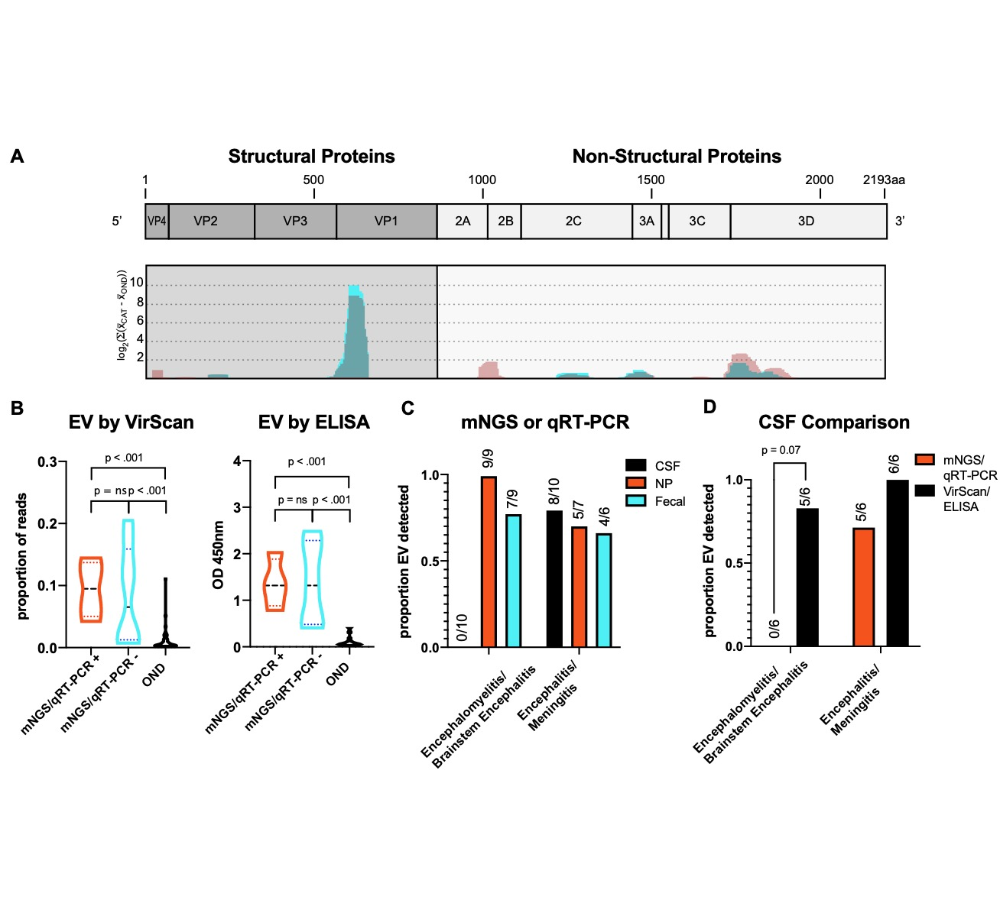 A
Structural Proteins
Non-Structural Proteins
1
500
1000
1500
2000
2193aa
5’
VP4
VP2
VP3
VP1
2A
2B
2C
3A
3C
3D
3’
log2(Σ(x̄CAT - x̄OND))
10
8
6
4
2
B
EV by VirScan
proportion of reads
0.3
0.2
0.1
0.0
p < .001
p = ns
p < .001
mNGS/qRT-PCR +
mNGS/qRT-PCR -
OND
EV by ELISA
OD 450nm
4
3
2
1
0
p < .001
p = ns
p < .001
mNGS/qRT-PCR +
mNGS/qRT-PCR -
OND
C
mNGS or qRT-PCR
proportion EV detected
1.0
0.5
0.0
0/10
9/9
7/9
8/10
5/7
4/6
CSF
NP
Fecal
Encephalomyelitis/
Brainstem Encephalitis
Encephalitis/
Meningitis
D
CSF Comparison
proportion EV detected
1.0
0.5
0.0
p = 0.07
0/6
5/6
5/6
6/6
mNGS/
qRT-PCR
VirScan/
ELISA
Encephalomyelitis/
Brainstem Encephalitis
Encephalitis/
Meningitis